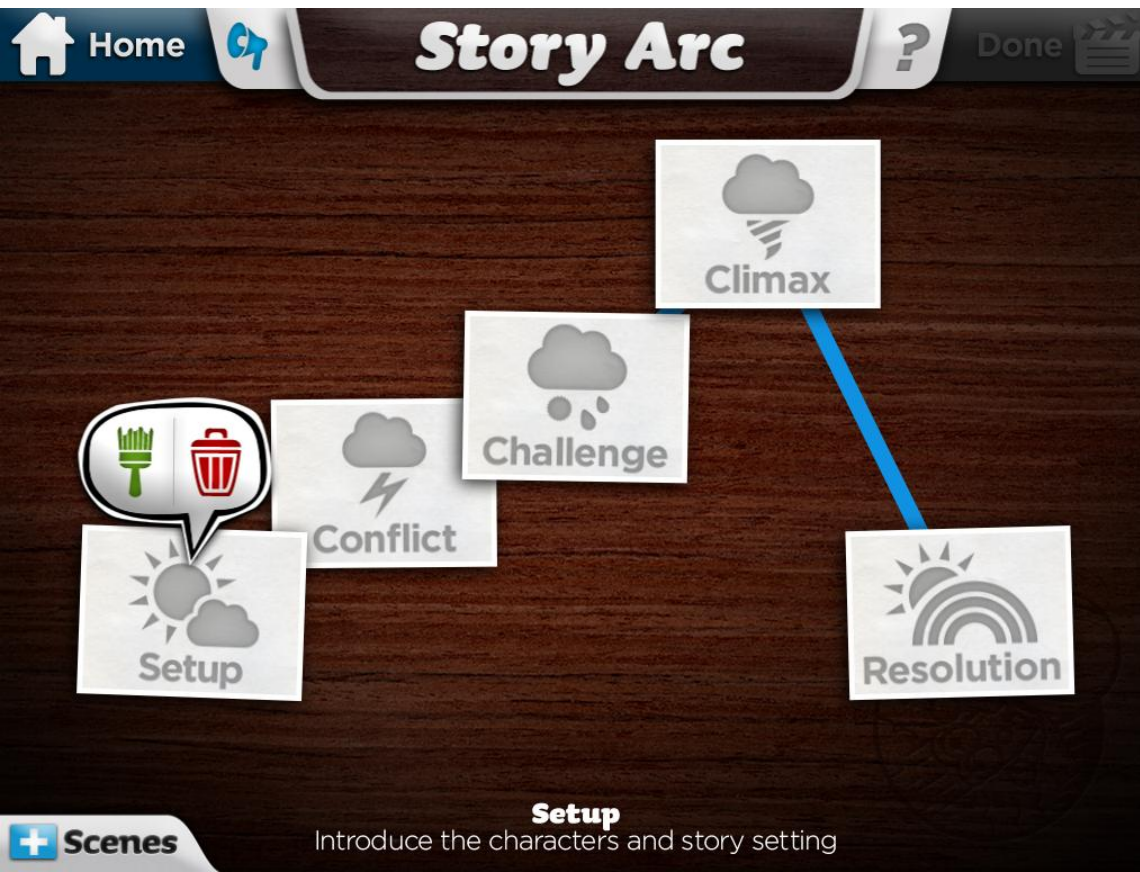 Home
Story Arc
?
Done
Climax
Challenge
Conflict
Setup
Resolution
Setup
Introduce the characters and story setting
Scenes